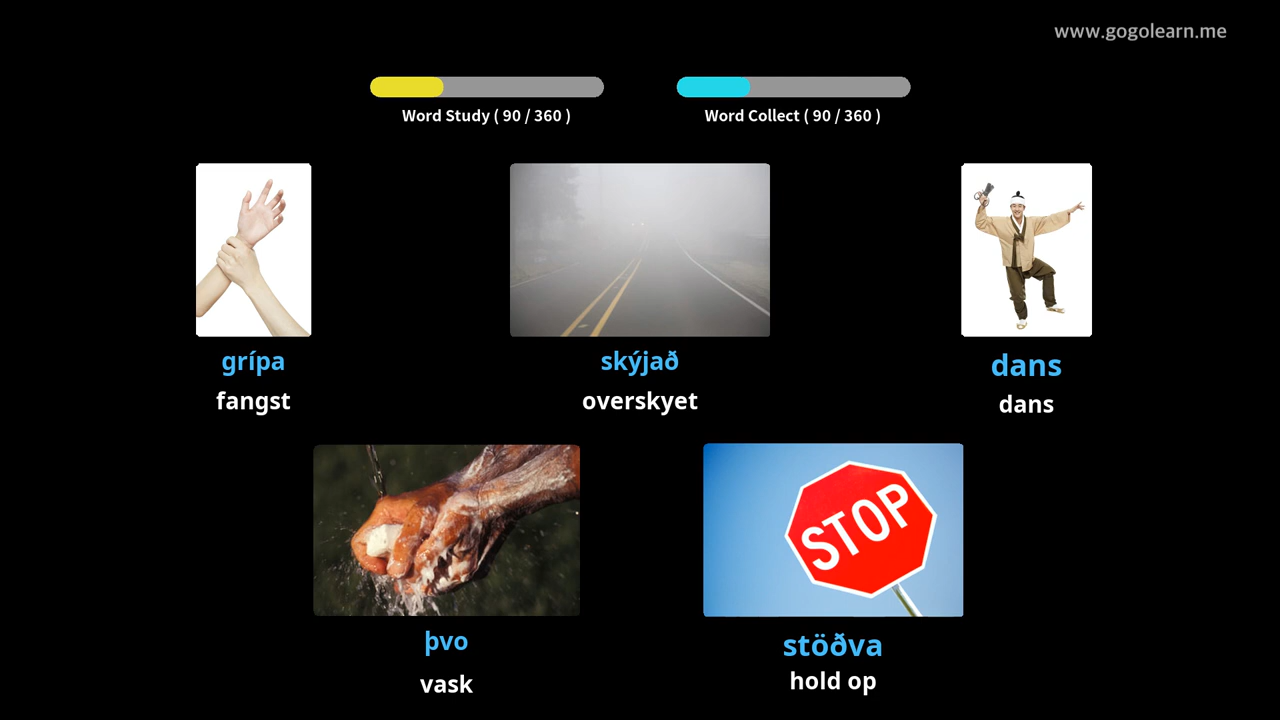 www.gogolearn.me
Word Study ( 90 / 360 )
Word Collect ( 90 / 360 )
grípa
fangst
skýjað
overskyet
dans
dans
STOP
þvo
vask
stöðva
hold op